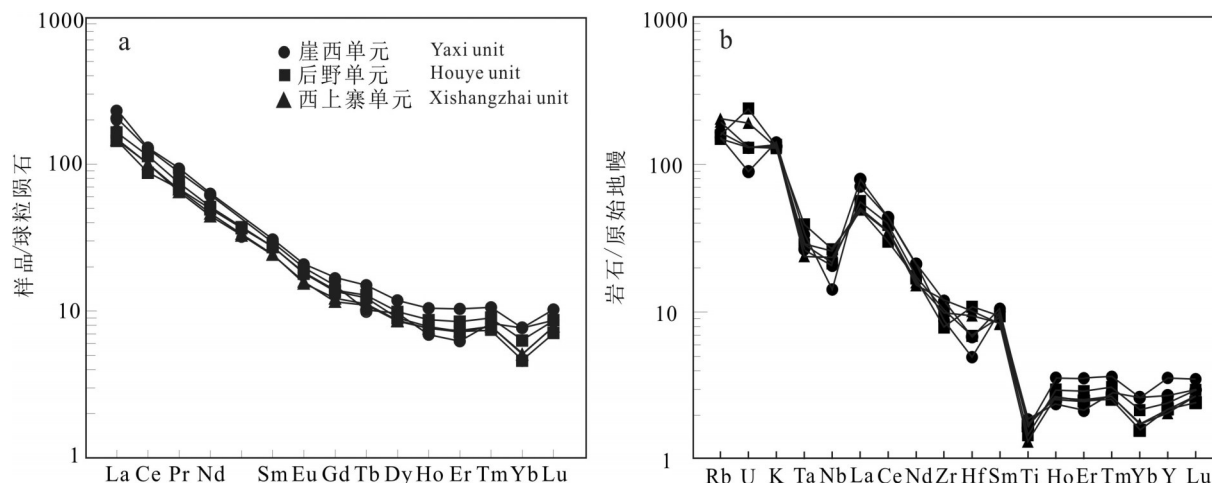 1000
100
10
1
样品/球粒陨石
a
崖西单元 Yaxi unit
后野单元 Houye unit
西上寨单元 Xishangzhai unit
La Ce Pr Nd Sm Eu Gd Tb Dy Ho Er Tm Yb Lu
1000
100
10
1
岩石/原始地幔
b
Rb U K Ta Nb La Ce Nd Zr Hf Sm Ti Ho Er Tm Yb Y Lu